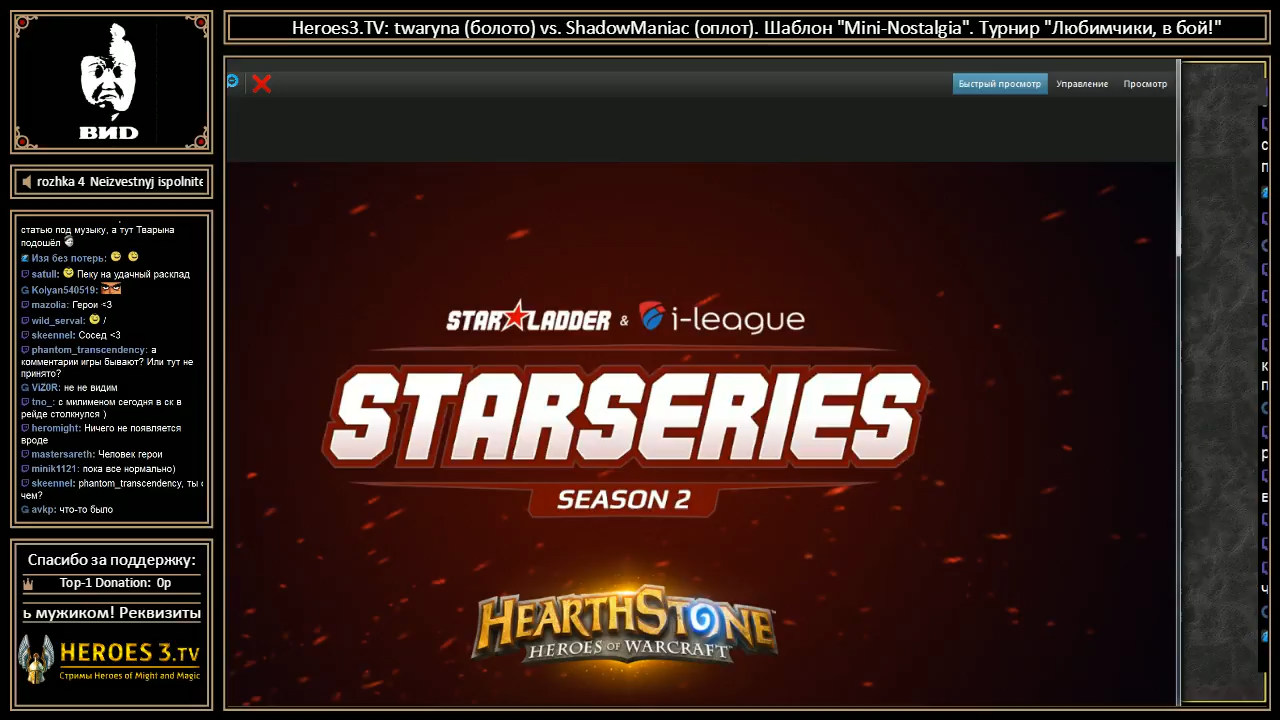 Heroes3.TV: twaryna (болото) vs. ShadowManiac (оплот). Шаблон "Mini-Nostalgia". Турнир "Любимчики, в бой!"
ВИD
rozhka 4 Neizvestnyj ispolnite
статью под музыку, а тут Тварына
подошёл
Изя без потерь:
satull: Пеку на удачный расклад
Kolyan540519:
mazolia: Герои <3
wild_serval: /
skeennel: Сосед <3
phantom_transcendency: а
комментарии игры бывают? Или тут не
принято?
ViZ0R: не не видим
tno_: с милименом сегодня в ск в
рейде столкнулся )
heromight: Ничего не появляется
вроде
mastersareth: Человек герои
minik1121: пока все нормально)
skeennel: phantom_transcendency, ты о
чем?
avkp: что-то было
Спасибо за поддержку:
Top-1 Donation: 0р
ь мужиком! Реквизиты
HEROES 3.TV
Стримы Heroes of Might and Magic
Быстрый просмотр Управление Просмотр
STAR LADDER & i-league
STARSERIES
SEASON 2
HEARTHSTONE
HEROES OF WARCRAFT